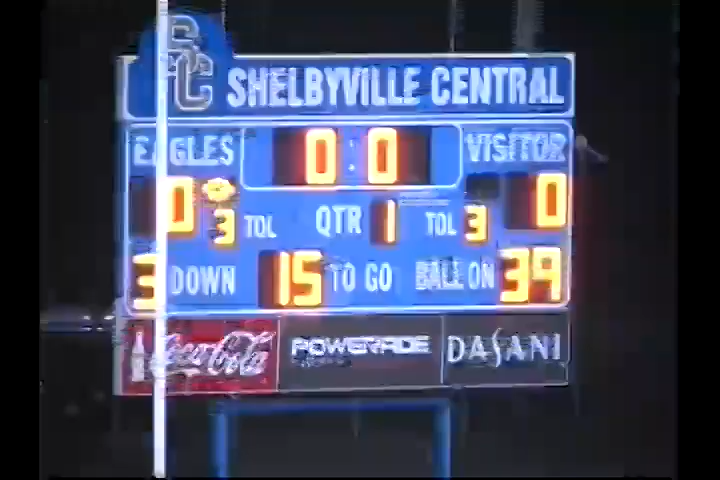 SC
SHELBYVILLE CENTRAL
EAGLES 0:0 VISITOR
0 3 TOL QTR 1 TOL 3 0
3 DOWN 15 TO GO BALL ON 39
Coca-Cola POWERADE DASANI